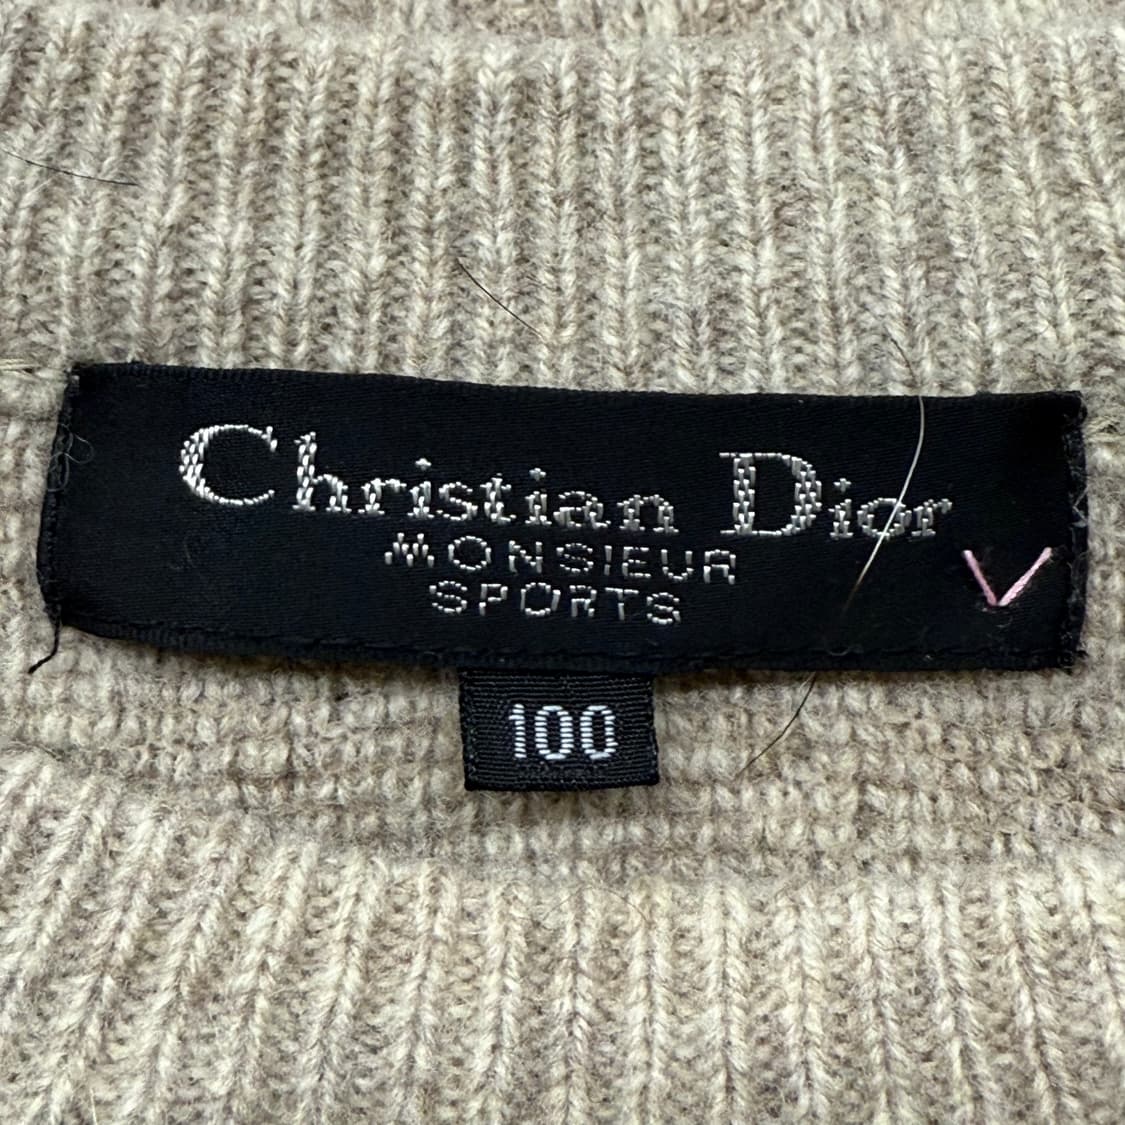 Christian Dior
MONSIEUR
SPORTS
100